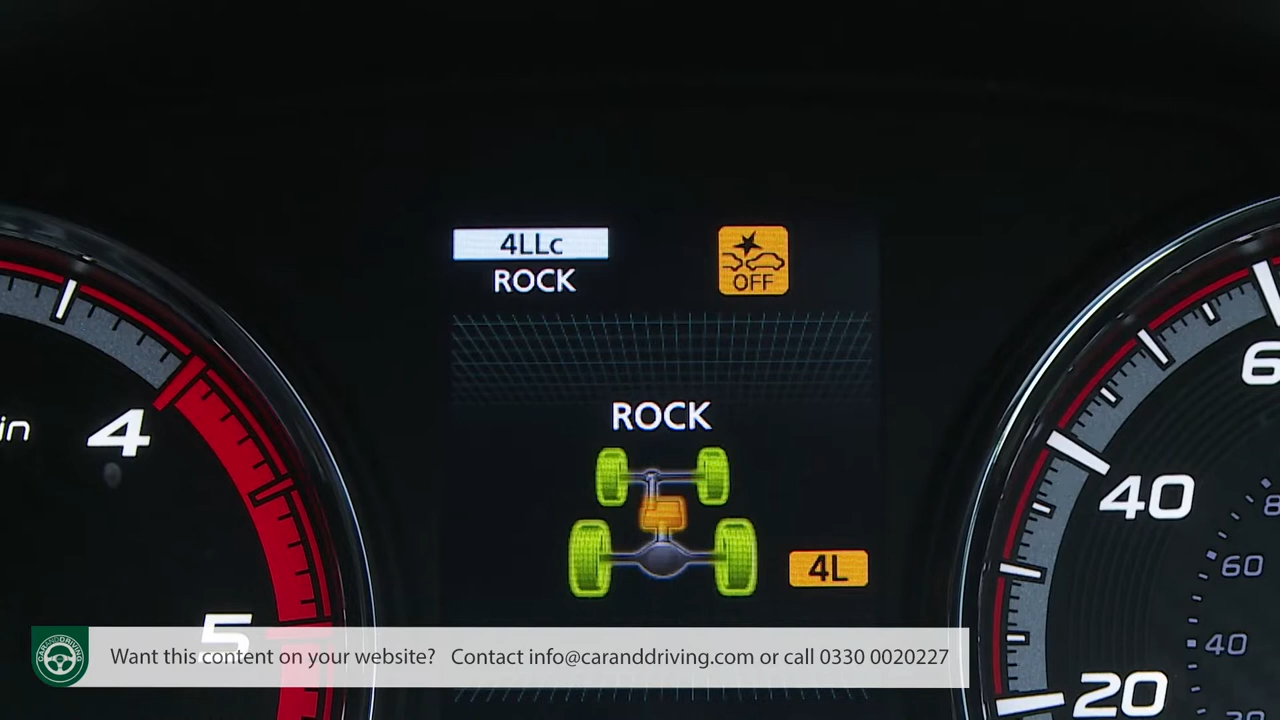 4LLc
ROCK
OFF
ROCK
4L
in
4
5
40
20
60
40
CARANDDRIVING
Want this content on your website? Contact info@caranddriving.com or call 0330 0020227